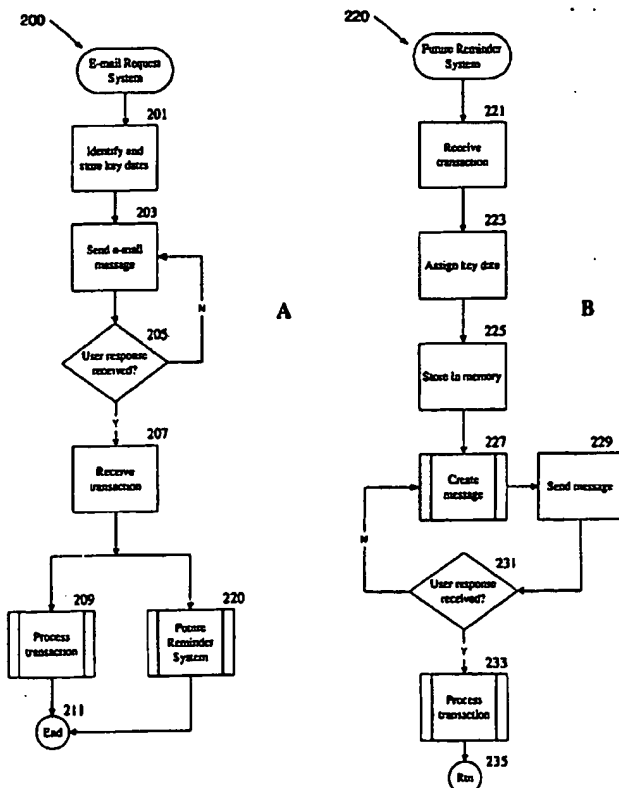 200
E-mail Request
System
201
Identify and
store key dates
203
Send e-mail
message
N
A
205
User response
received?
Y
207
Receive
transaction
209
Process
transaction
220
Future
Reminder
System
211
End
220
Future Reminder
System
221
Receive
transaction
223
Assign key date
B
225
Store in memory
227
Create
message
229
Send message
N
231
User response
received?
Y
233
Process
transaction
235
Rtn